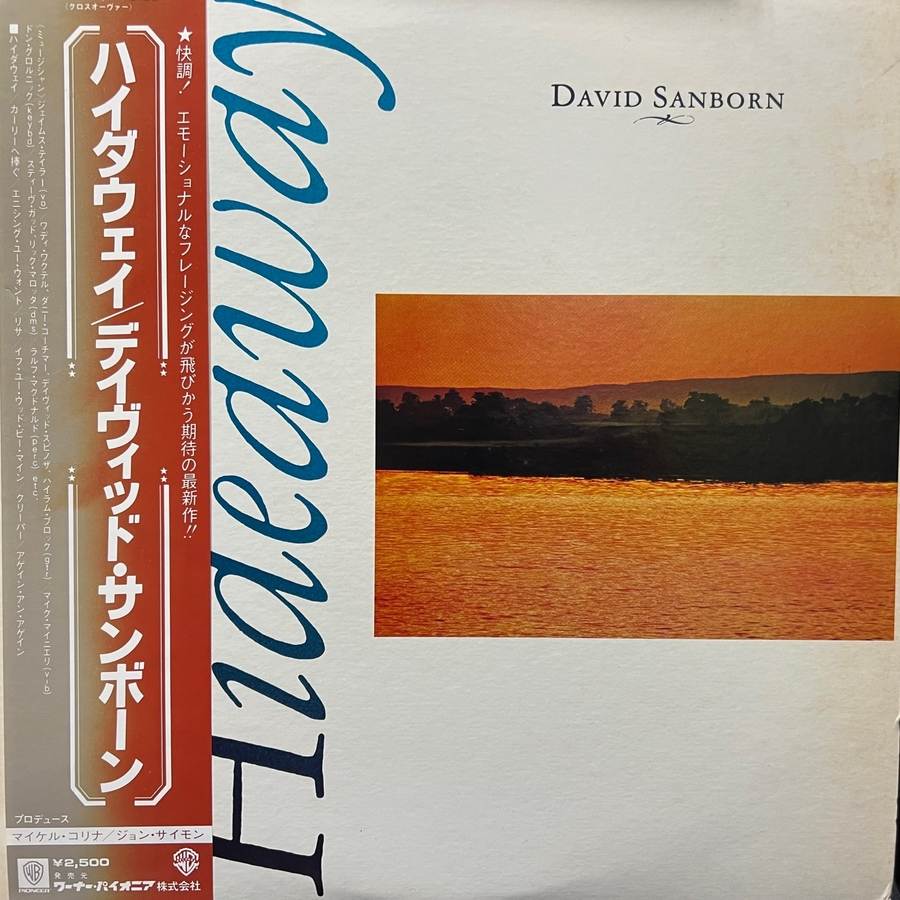 (クロスオーヴァー)
ハイダウェイ/デイヴィッド・サンボーン
★快調! エモーショナルなフレージングが飛びかう期待の最新作!!
(ミュージシャン)ジェイムス・テイラー(vo) ワディ・ワクテル、ダニー・コーチマー、デイヴィッド・スピノザ、ハイラム・ブロック(gtr) マイク・マイニエリ(vib)
ドン・グロルニック(keybd) スティーヴ・ガッド、リック・マロッタ(dms) ラルフ・マクドナルド(perc) etc.
■ハイダウェイ/カーリーへ捧ぐ/エニシング・ユー・ウォント/リサ/イフ・ユー・ウッド・ビー・マイン/クリーパー/アゲイン・アン・アゲイン
プロデュース
マイケル・コリナ/ジョン・サイモン
WB
PIONEER
¥2,500
発売元
ワーナー・パイオニア株式会社
Hideaway
DAVID SANBORN